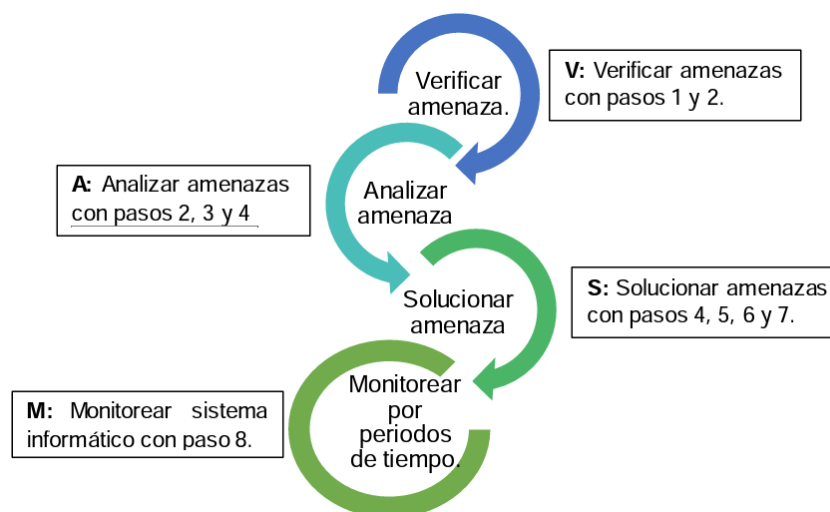 Verificar
amenaza.
V: Verificar amenazas
con pasos 1 y 2.
A: Analizar amenazas
con pasos 2, 3 y 4
Analizar
amenaza
Solucionar
amenaza
S: Solucionar amenazas
con pasos 4, 5, 6 y 7.
M: Monitorear sistema
informático con paso 8.
Monitorear
por
periodos
de tiempo.